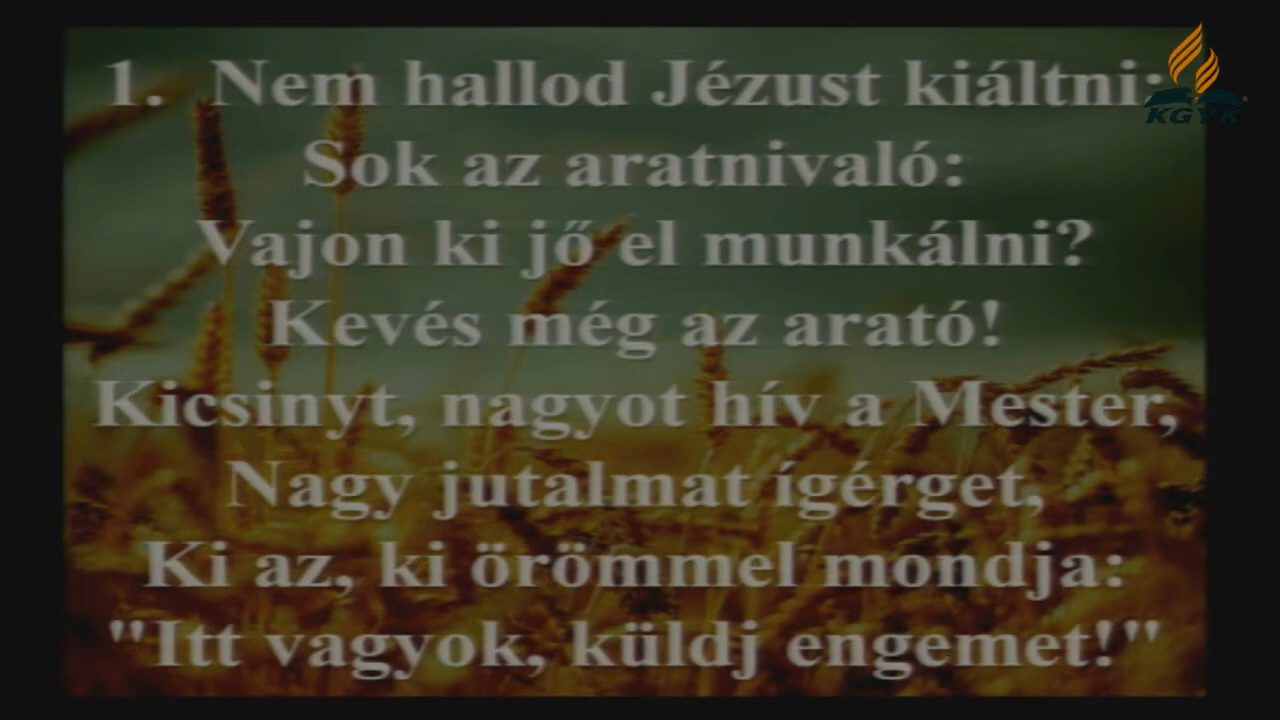 1. Nem hallod Jézust kiáltni:
Sok az aratnivaló:
Vajon ki jő el munkálni?
Kevés még az arató!
Kicsinyt, nagyot hív a Mester,
Nagy jutalmat ígérget,
Ki az, ki örömmel mondja:
"Itt vagyok, küldj engemet!"
KGYK